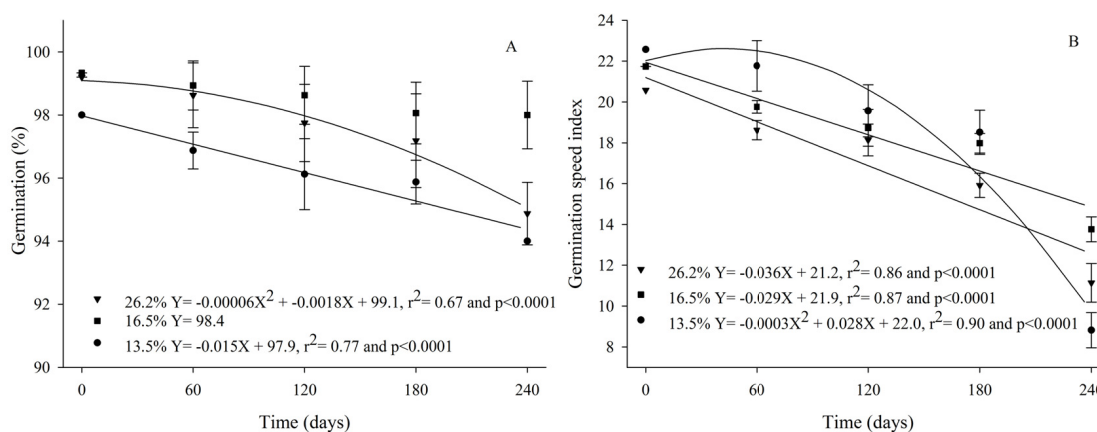 A
Germination (%)
100
98
96
94
92
90
26.2% Y= -0.00006X² + -0.0018X + 99.1, r²= 0.67 and p<0.0001
16.5% Y= 98.4
13.5% Y= -0.015X + 97.9, r²= 0.77 and p<0.0001
0 60 120 180 240
Time (days)
B
Germination speed index
24
22
20
18
16
14
12
10
8
26.2% Y= -0.036X + 21.2, r²= 0.86 and p<0.0001
16.5% Y= -0.029X + 21.9, r²= 0.87 and p<0.0001
13.5% Y= -0.0003X² + 0.028X + 22.0, r²= 0.90 and p<0.0001
0 60 120 180 240
Time (days)